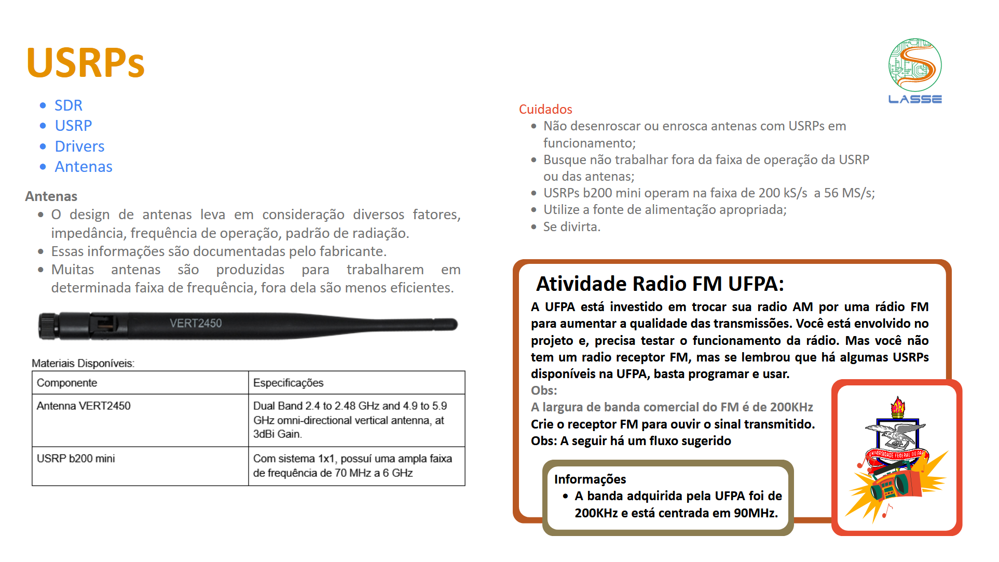 USRPs
LASSE
• SDR
• USRP
• Drivers
• Antenas
Antenas
• O design de antenas leva em consideração diversos fatores,
impedância, frequência de operação, padrão de radiação.
• Essas informações são documentadas pelo fabricante.
• Muitas antenas são produzidas para trabalharem em
determinada faixa de frequência, fora dela são menos eficientes.
VERT2450
Materiais Disponíveis:
Componente
Especificações
Antenna VERT2450
Dual Band 2.4 to 2.48 GHz and 4.9 to 5.9
GHz omni-directional vertical antenna, at
3dBi Gain.
USRP b200 mini
Com sistema 1x1, possuí uma ampla faixa
de frequência de 70 MHz a 6 GHz
Cuidados
• Não desenroscar ou enrosca antenas com USRPs em
funcionamento;
• Busque não trabalhar fora da faixa de operação da USRP
ou das antenas;
• USRPs b200 mini operam na faixa de 200 kS/s a 56 MS/s;
• Utilize a fonte de alimentação apropriada;
• Se divirta.
Atividade Radio FM UFPA:
A UFPA está investido em trocar sua radio AM por uma rádio FM
para aumentar a qualidade das transmissões. Você está envolvido no
projeto e, precisa testar o funcionamento da rádio. Mas você não
tem um radio receptor FM, mas se lembrou que há algumas USRPs
disponíveis na UFPA, basta programar e usar.
Obs:
A largura de banda comercial do FM é de 200KHz
Crie o receptor FM para ouvir o sinal transmitido.
Obs: A seguir há um fluxo sugerido
Informações
• A banda adquirida pela UFPA foi de
200KHz e está centrada em 90MHz.
UNIVERSIDADE FEDERAL DO PARÁ